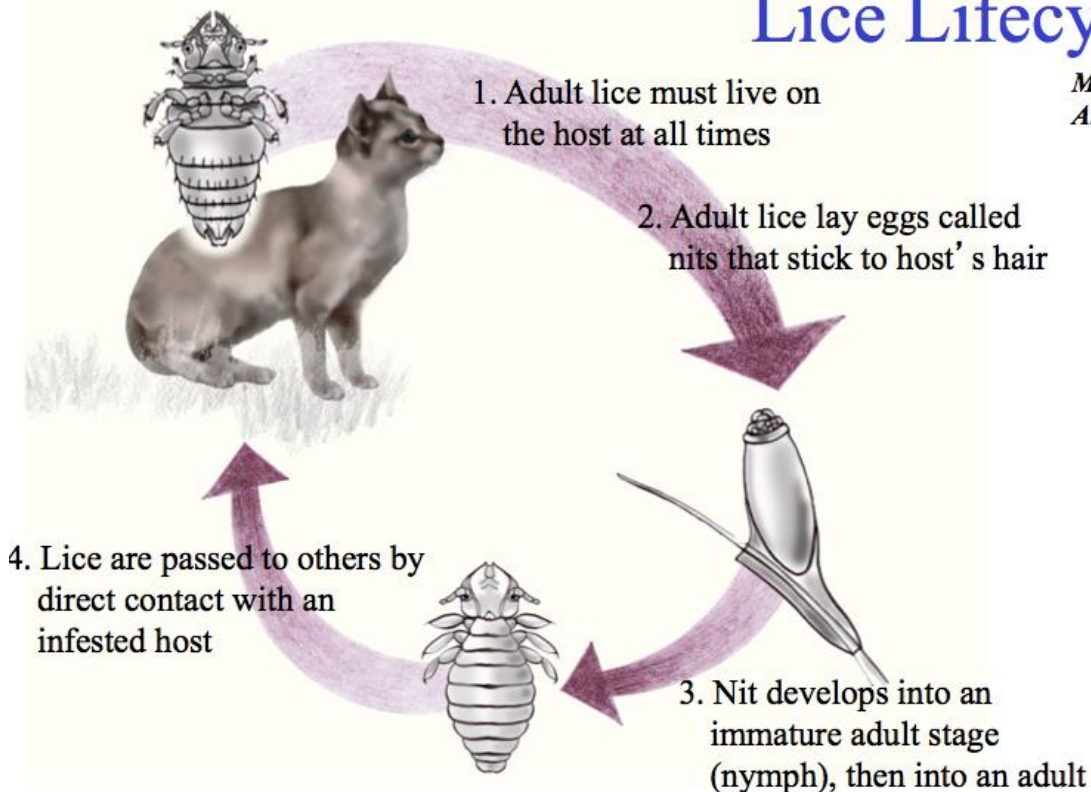 Lice Lifecy
1. Adult lice must live on
the host at all times
2. Adult lice lay eggs called
nits that stick to host’ s hair
4. Lice are passed to others by
direct contact with an
infested host
3. Nit develops into an
immature adult stage
(nymph), then into an adult